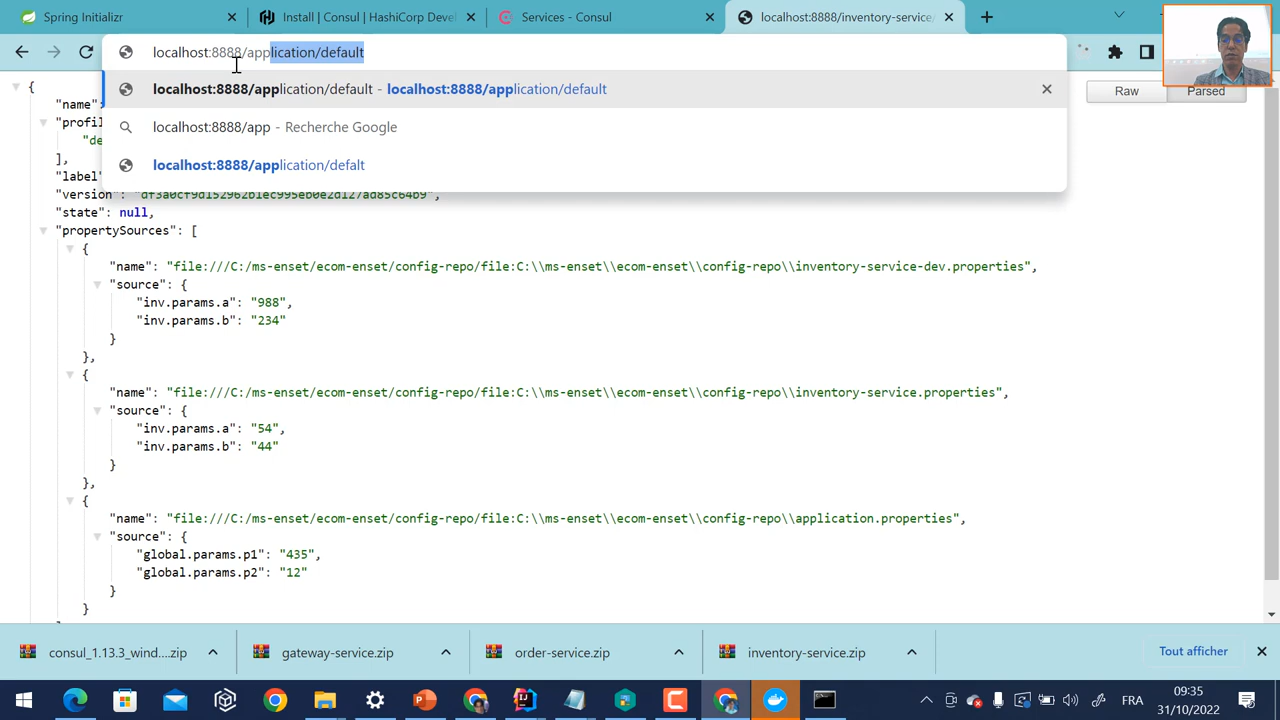 Spring Initializr
Install | Consul | HashiCorp Devel
Services - Consul
localhost:8888/inventory-service/
localhost:8888/application/default
localhost:8888/application/default - localhost:8888/application/default
localhost:8888/app - Recherche Google
localhost:8888/application/defalt
Raw
Parsed
{
"name":
"profil
"de
],
"label"
"version": "df3a0cf9d152962b1ec995eb0e2d127ad85c64b9",
"state": null,
"propertySources": [
{
"name": "file:///C:/ms-enset/ecom-enset/config-repo/file:C:\\ms-enset\\ecom-enset\\config-repo\\inventory-service-dev.properties",
"source": {
"inv.params.a": "988",
"inv.params.b": "234"
}
},
{
"name": "file:///C:/ms-enset/ecom-enset/config-repo/file:C:\\ms-enset\\ecom-enset\\config-repo\\inventory-service.properties",
"source": {
"inv.params.a": "54",
"inv.params.b": "44"
}
},
{
"name": "file:///C:/ms-enset/ecom-enset/config-repo/file:C:\\ms-enset\\ecom-enset\\config-repo\\application.properties",
"source": {
"global.params.p1": "435",
"global.params.p2": "12"
}
}
consul_1.13.3_wind....zip
gateway-service.zip
order-service.zip
inventory-service.zip
Tout afficher
FRA
09:35
31/10/2022